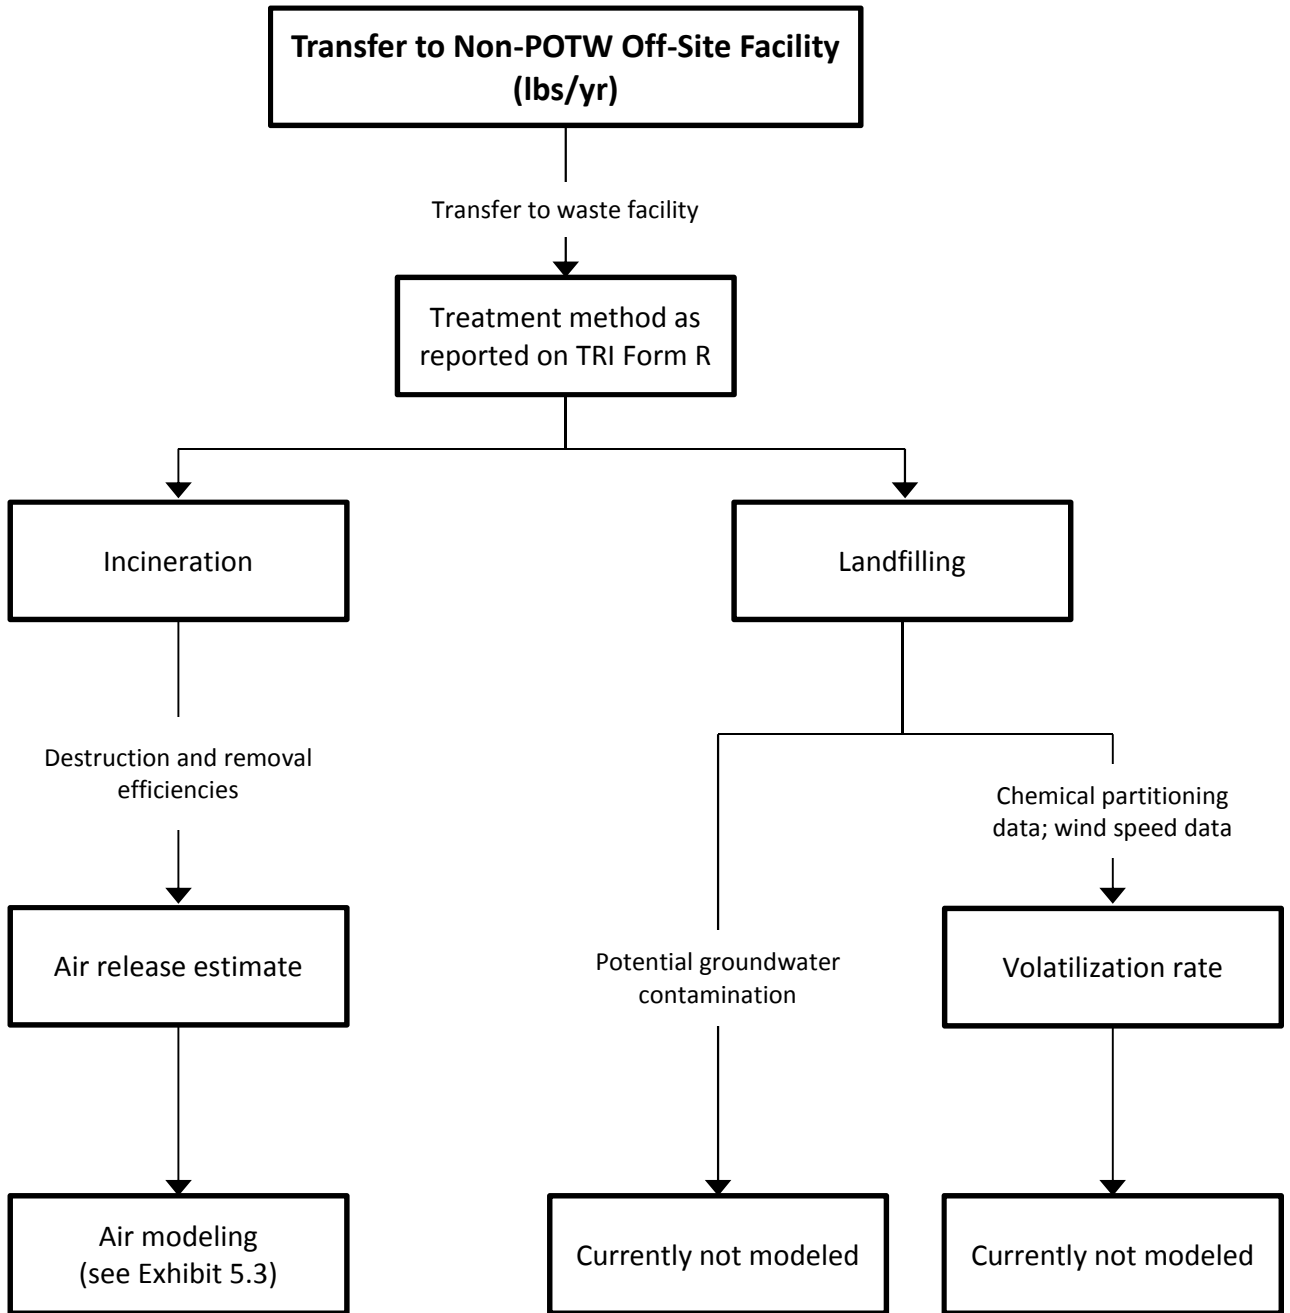 Transfer to Non-POTW Off-Site Facility
(lbs/yr)
Transfer to waste facility
Treatment method as
reported on TRI Form R
Incineration
Landfilling
Destruction and removal
efficiencies
Chemical partitioning
data; wind speed data
Air release estimate
Potential groundwater
contamination
Volatilization rate
Air modeling
(see Exhibit 5.3)
Currently not modeled
Currently not modeled